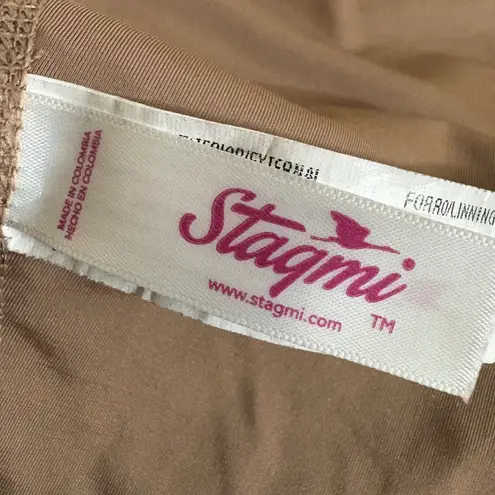 FORRO/LINNING
MADE IN COLOMBIA
HECHO EN COLOMBIA
Stagmi
www.stagmi.com TM